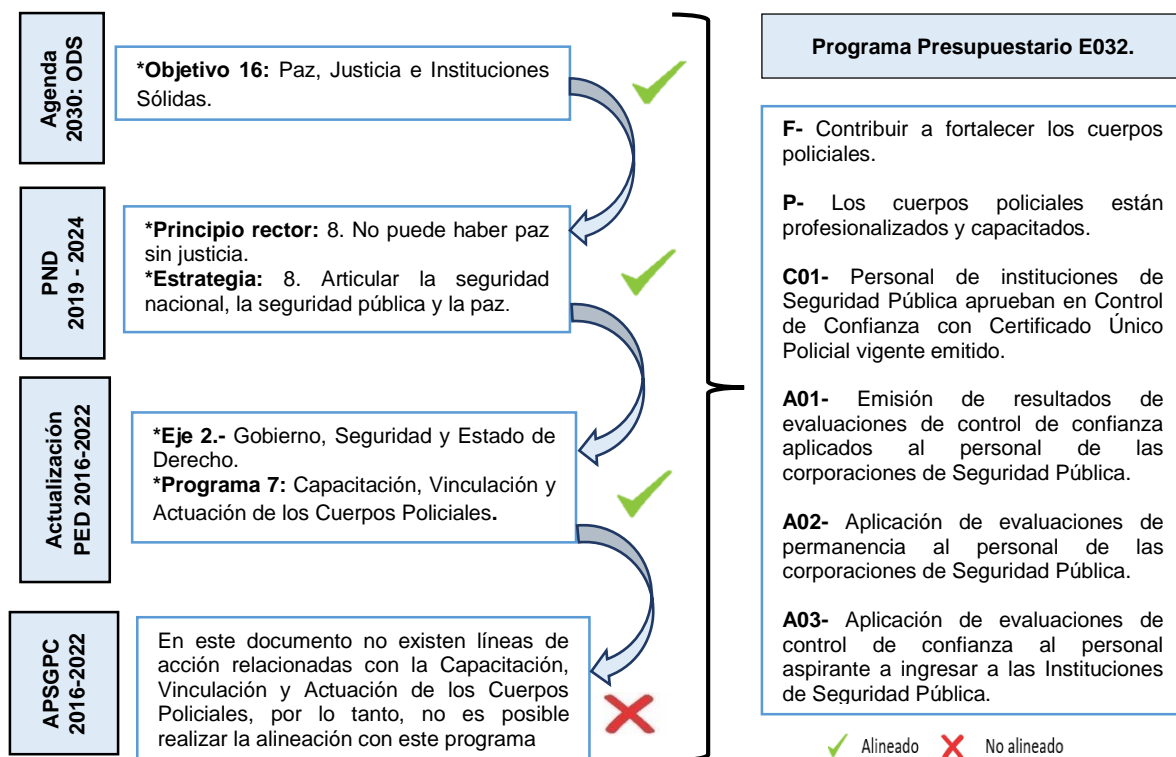 Agenda
2030: ODS
*Objetivo 16: Paz, Justicia e Instituciones
Sólidas.
PND
2019 - 2024
*Principio rector: 8. No puede haber paz
sin justicia.
*Estrategia: 8. Articular la seguridad
nacional, la seguridad pública y la paz.
Actualización
PED 2016-2022
*Eje 2.- Gobierno, Seguridad y Estado de
Derecho.
*Programa 7: Capacitación, Vinculación y
Actuación de los Cuerpos Policiales.
APSGPC
2016-2022
En este documento no existen líneas de
acción relacionadas con la Capacitación,
Vinculación y Actuación de los Cuerpos
Policiales, por lo tanto, no es posible
realizar la alineación con este programa
Programa Presupuestario E032.
F- Contribuir a fortalecer los cuerpos
policiales.
P- Los cuerpos policiales están
profesionalizados y capacitados.
C01- Personal de instituciones de
Seguridad Pública aprueban en Control
de Confianza con Certificado Único
Policial vigente emitido.
A01- Emisión de resultados de
evaluaciones de control de confianza
aplicados al personal de las
corporaciones de Seguridad Pública.
A02- Aplicación de evaluaciones de
permanencia al personal de las
corporaciones de Seguridad Pública.
A03- Aplicación de evaluaciones de
control de confianza al personal
aspirante a ingresar a las Instituciones
de Seguridad Pública.
Alineado No alineado